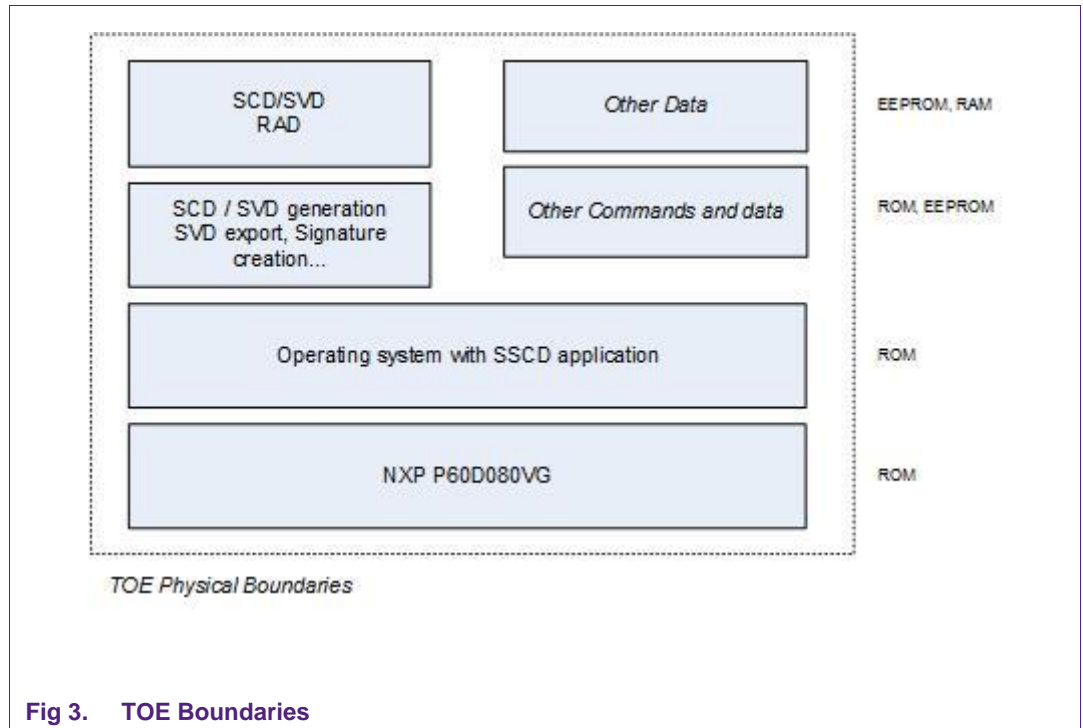 SCD/SVD
RAD
Other Data
EEPROM, RAM
SCD / SVD generation
SVD export, Signature
creation...
Other Commands and data
ROM, EEPROM
Operating system with SSCD application
ROM
NXP P60D080VG
ROM
TOE Physical Boundaries
Fig 3. TOE Boundaries